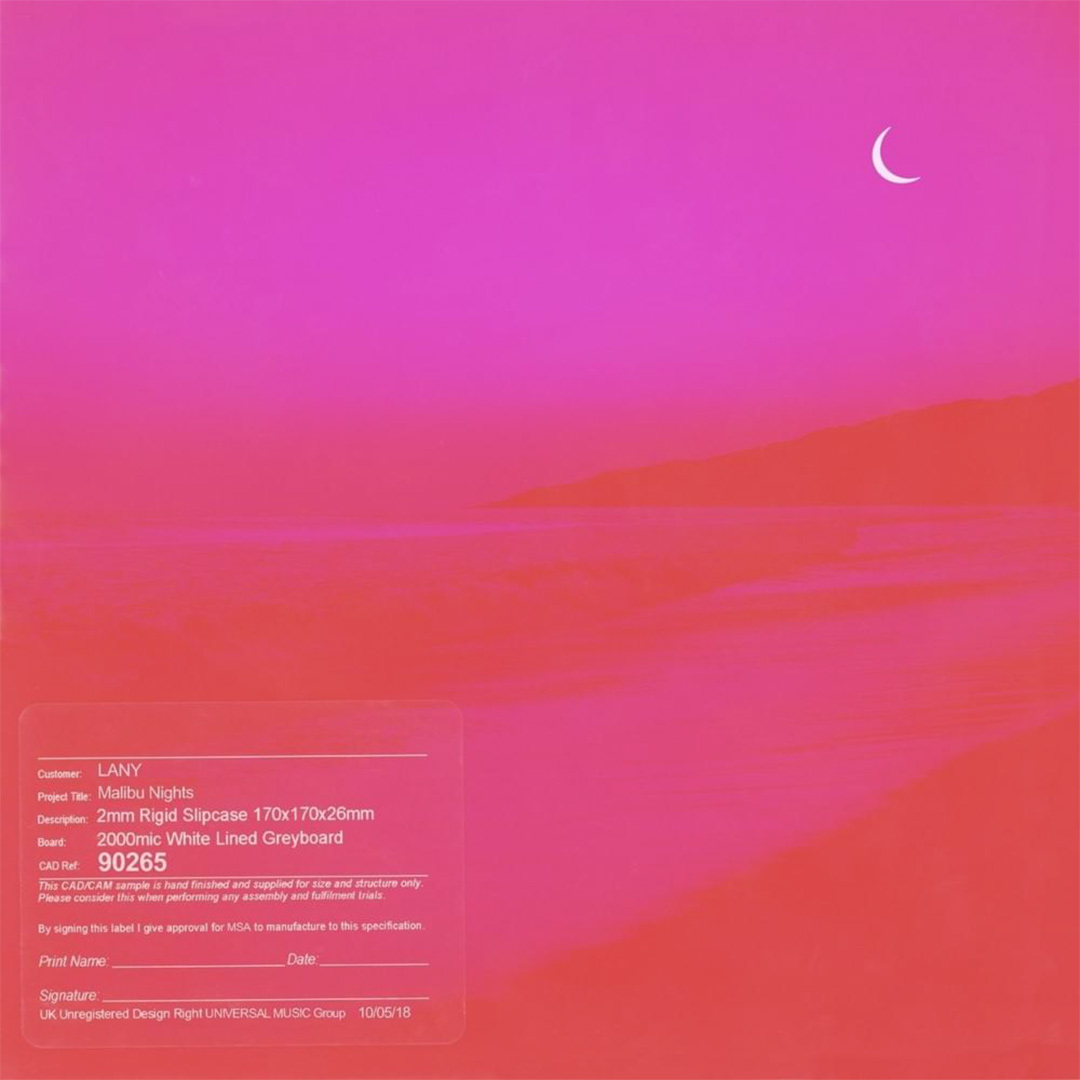 Customer: LANY
Project Title: Malibu Nights
Description: 2mm Rigid Slipcase 170x170x26mm
Board: 2000mic White Lined Greyboard
CAD Ref: 90265
This CAD/CAM sample is hand finished and supplied for size and structure only.
Please consider this when performing any assembly and fulfilment trials.
By signing this label I give approval for MSA to manufacture to this specification.
Print Name: Date:
Signature:
UK Unregistered Design Right UNIVERSAL MUSIC Group 10/05/18